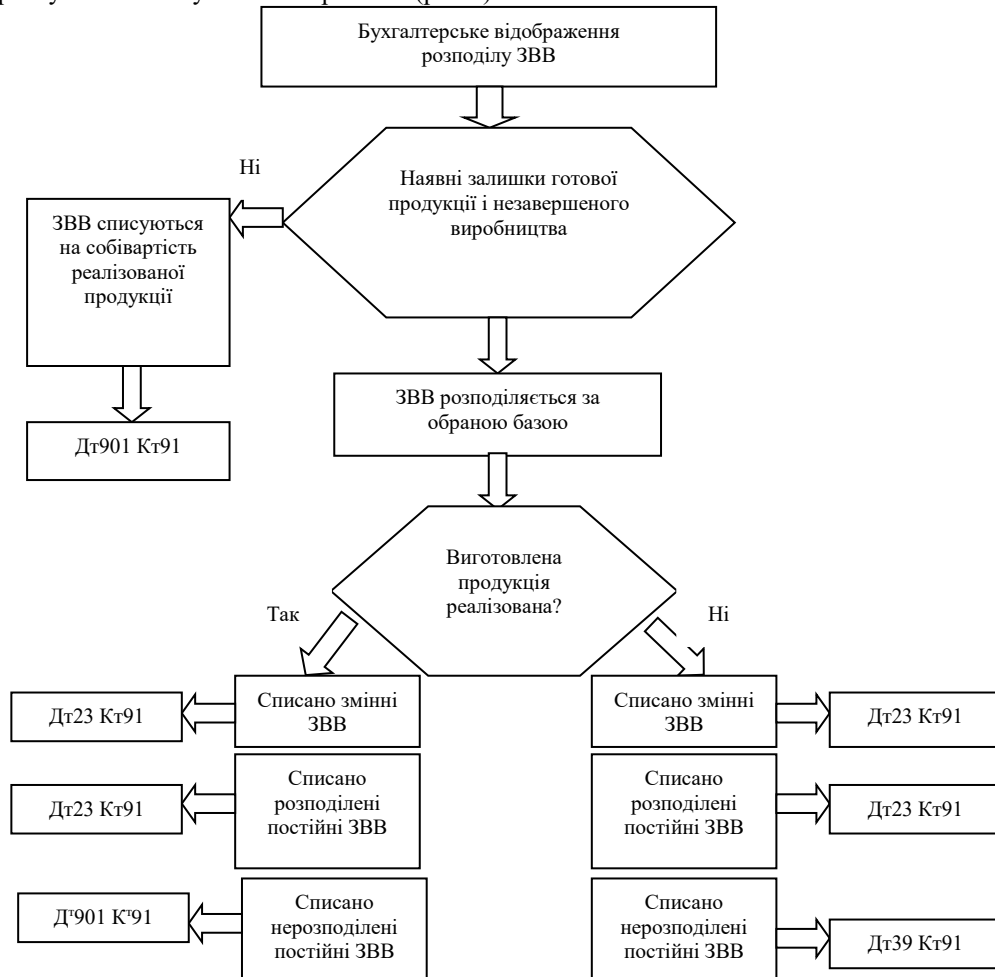 Бухгалтерське відображення
розподілу ЗВВ
Ні
Наявні залишки готової
продукції і незавершеного
виробництва
ЗВВ списуються
на собівартість
реалізованої
продукції
ЗВВ розподіляється за
обраною базою
Дт901 Кт91
Виготовлена
продукція
реалізована?
Так
Ні
Списано змінні
ЗВВ
Дт23 Кт91
Списано змінні
ЗВВ
Дт23 Кт91
Списано
розподілені
постійні ЗВВ
Дт23 Кт91
Списано
розподілені
постійні ЗВВ
Дт23 Кт91
Списано
нерозподілені
постійні ЗВВ
Дт901 Кт91
Списано
нерозподілені
постійні ЗВВ
Дт39 Кт91